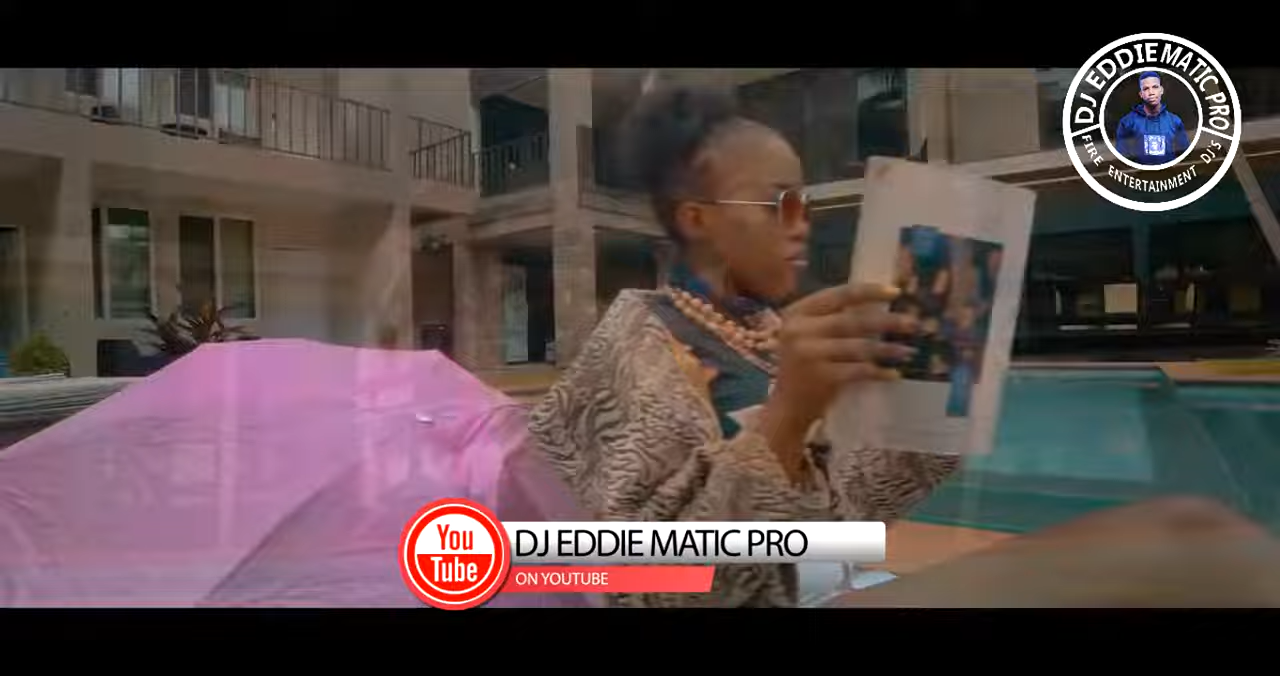 DJ EDDIE MATIC PRO
FIRE ENTERTAINMENT DJ'S
You
Tube
DJ EDDIE MATIC PRO
ON YOUTUBE